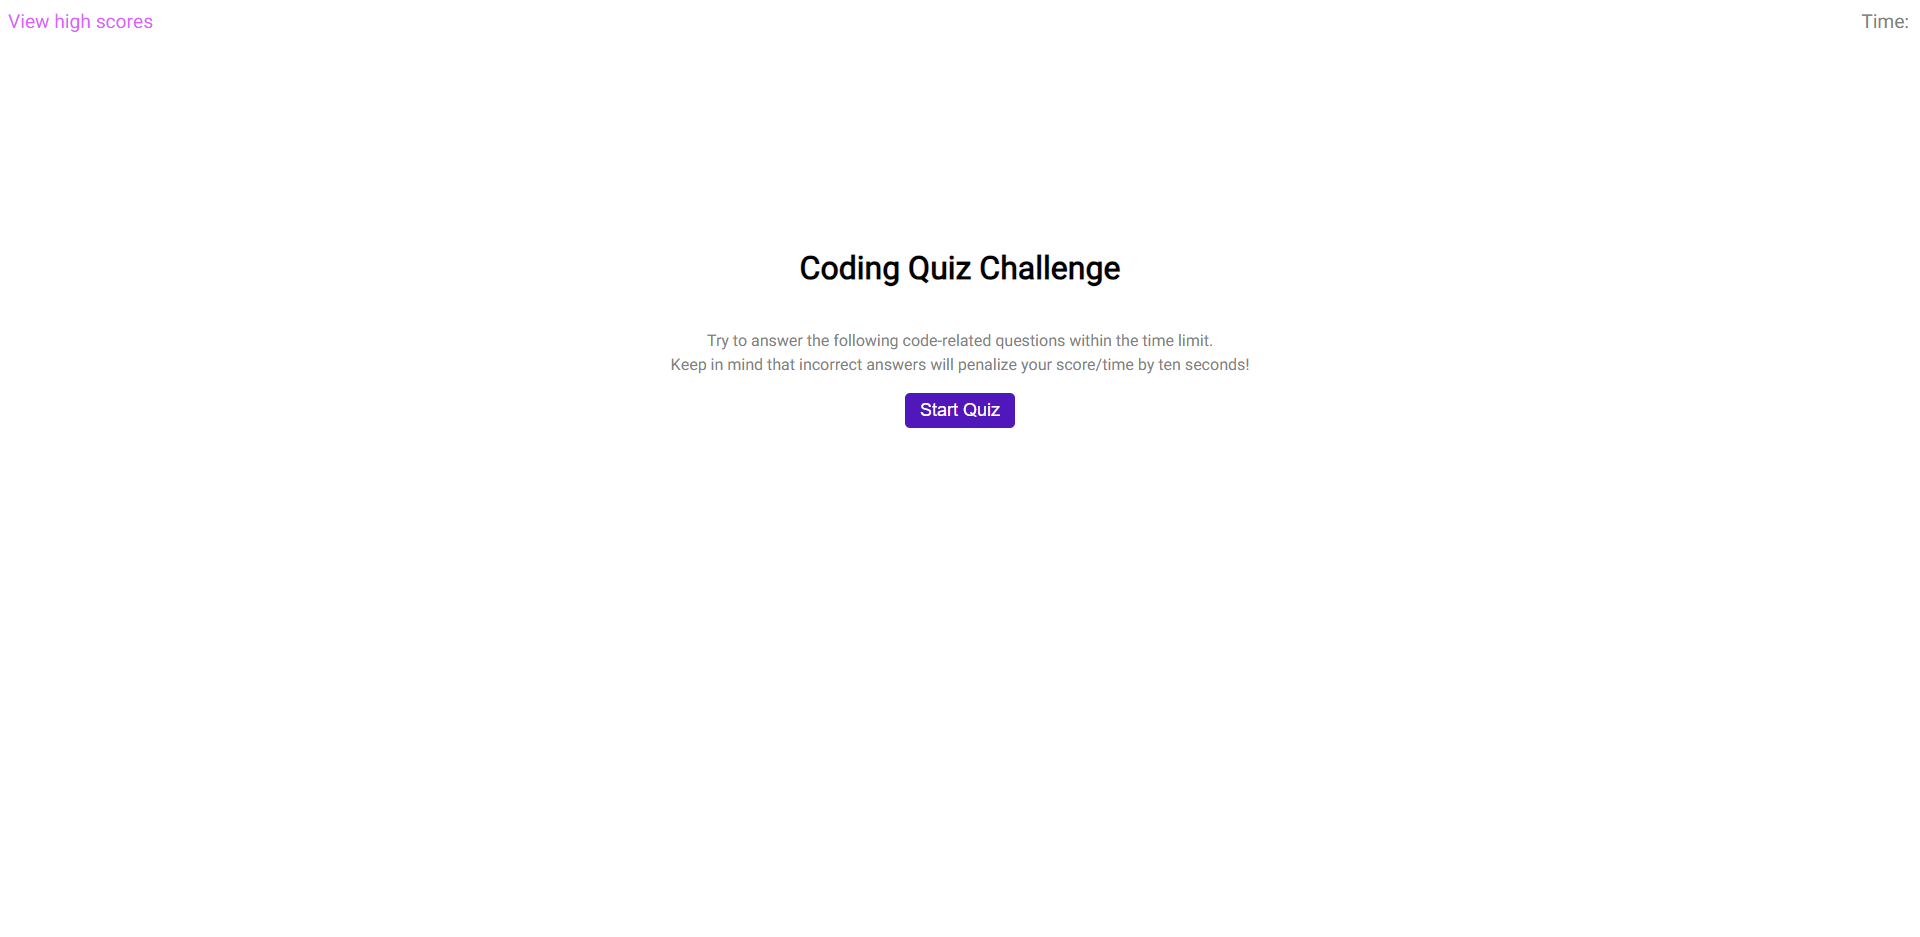 View high scores
Time:
Coding Quiz Challenge
Try to answer the following code-related questions within the time limit.
Keep in mind that incorrect answers will penalize your score/time by ten seconds!
Start Quiz